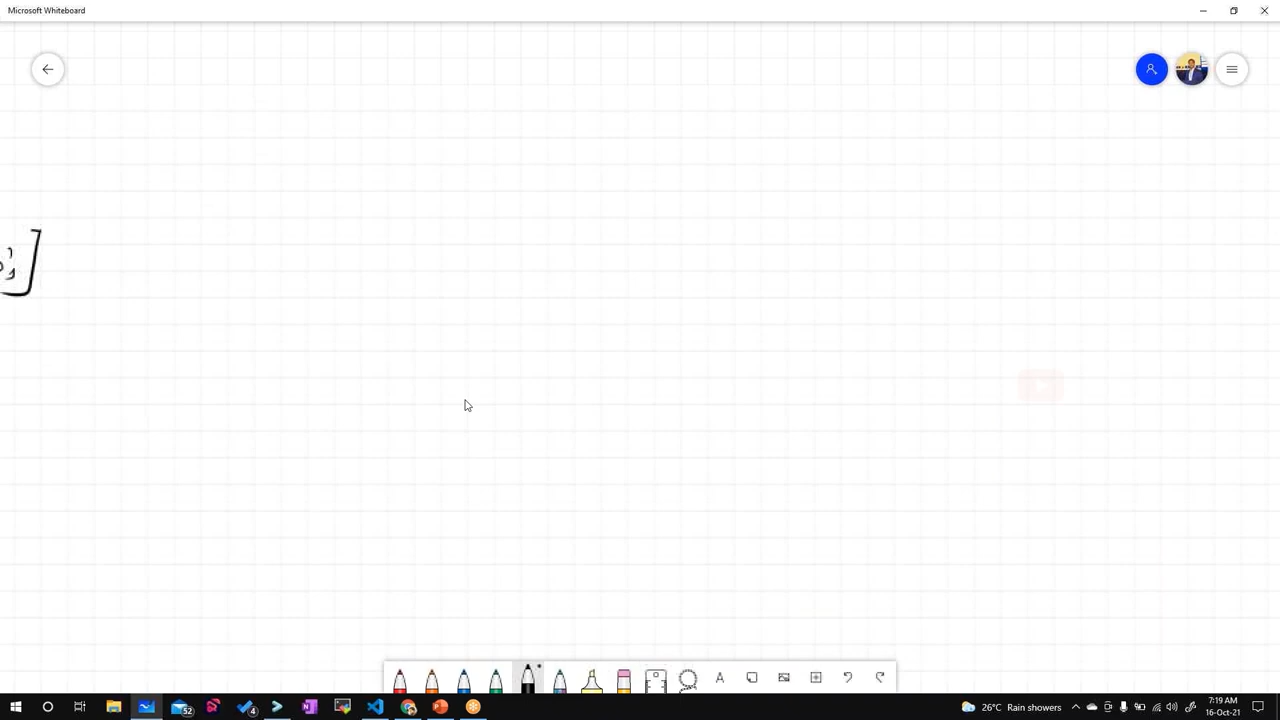 Microsoft Whiteboard
]
A
52
4
26°C Rain showers
7:19 AM
16-Oct-21